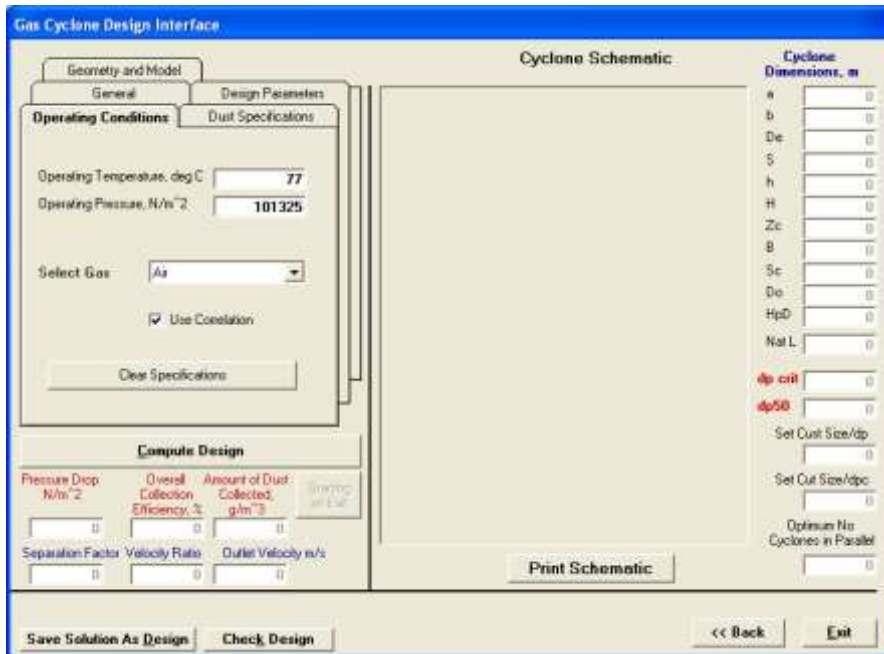 Gas Cyclone Design Interface
Geometry and Model
General
Design Parameters
Operating Conditions
Dust Specifications
Operating Temperature, deg C
77
Operating Pressure, N/m^2
101325
Select Gas
Air
Use Correlation
Clear Specifications
Compute Design
Pressure Drop
N/m^2
0
Overall
Collection
Efficiency, %
0
Amount of Dust
Collected,
g/m^3
0
Separation Factor
0
Velocity Ratio
0
Outlet Velocity m/s
0
Save Solution As Design
Check Design
Cyclone Schematic
Print Schematic
Cyclone
Dimensions, m
a 0
b 0
De 0
S 0
h 0
H 0
Zc 0
B 0
Sc 0
Do 0
HpD 0
Nat L 0
dp crit 0
dp50 0
Set Cust Size/dp
0
Set Cut Size/dpc
0
Optimum No
Cyclones in Parallel
0
<< Back
Exit